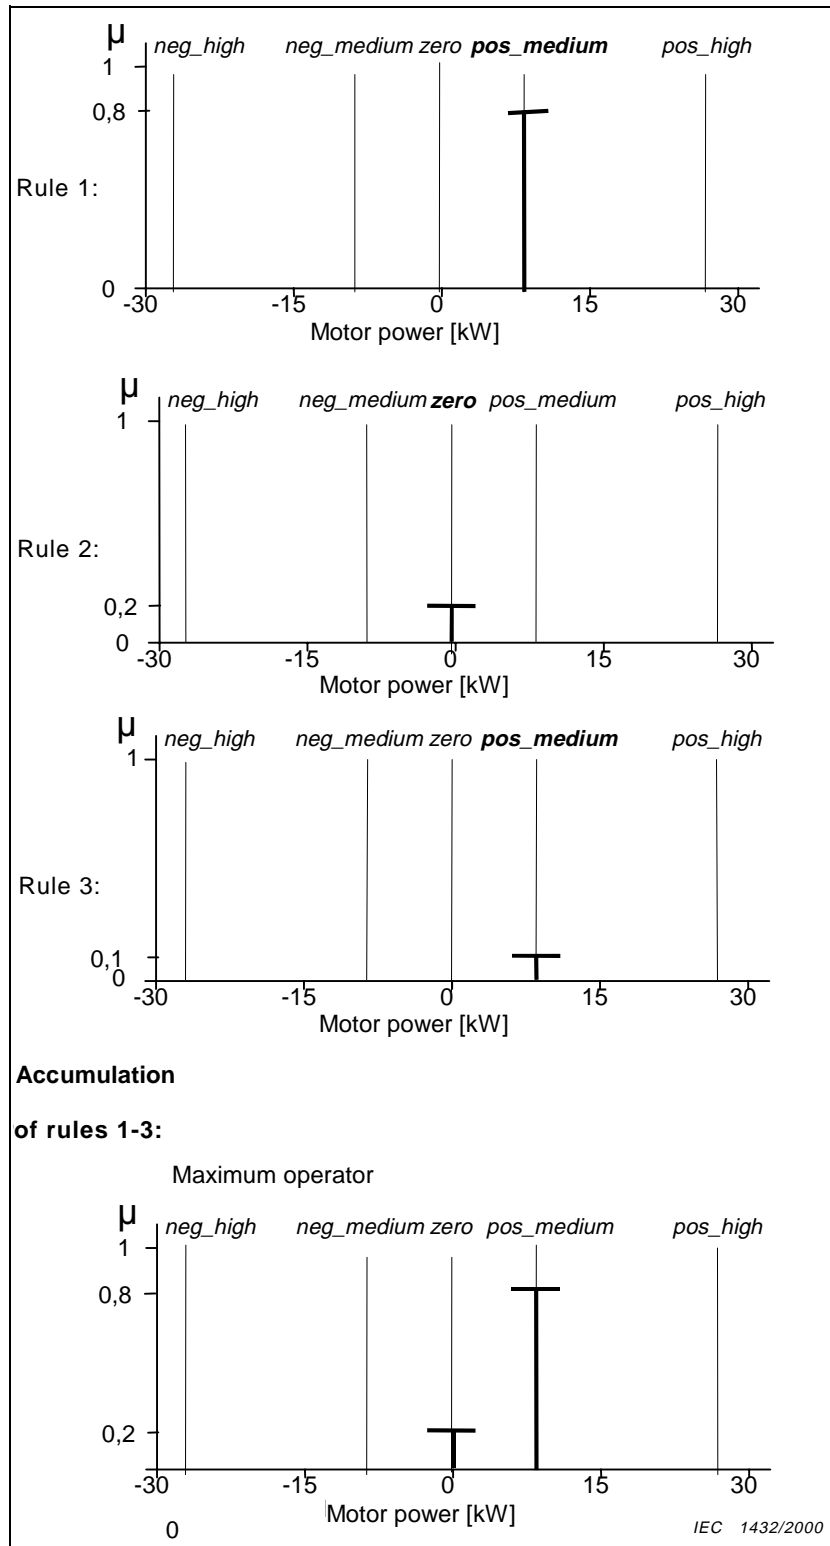 μ
neg_high neg_medium zero pos_medium pos_high
1
0,8
Rule 1:
0
-30 -15 0 15 30
Motor power [kW]
μ
neg_high neg_medium zero pos_medium pos_high
1
Rule 2:
0,2
0
-30 -15 0 15 30
Motor power [kW]
μ
neg_high neg_medium zero pos_medium pos_high
1
Rule 3:
0,1
0
-30 -15 0 15 30
Motor power [kW]
Accumulation
of rules 1-3:
Maximum operator
μ
neg_high neg_medium zero pos_medium pos_high
1
0,8
0,2
-30 -15 0 15 30
Motor power [kW]
0
IEC 1432/2000